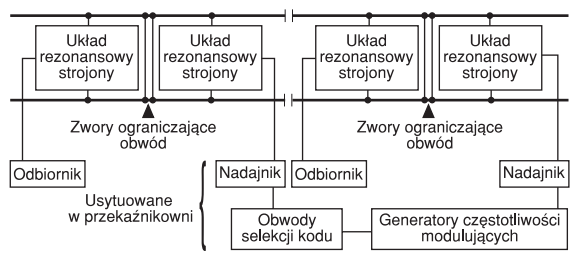 Układ
rezonansowy
strojony
Układ
rezonansowy
strojony
Układ
rezonansowy
strojony
Układ
rezonansowy
strojony
Zwory ograniczające
obwód
Zwory ograniczające
obwód
Odbiornik
Nadajnik
Odbiornik
Nadajnik
Usytuowane
w przekaźnikowni
Obwody
selekcji kodu
Generatory częstotliwości
modulujących